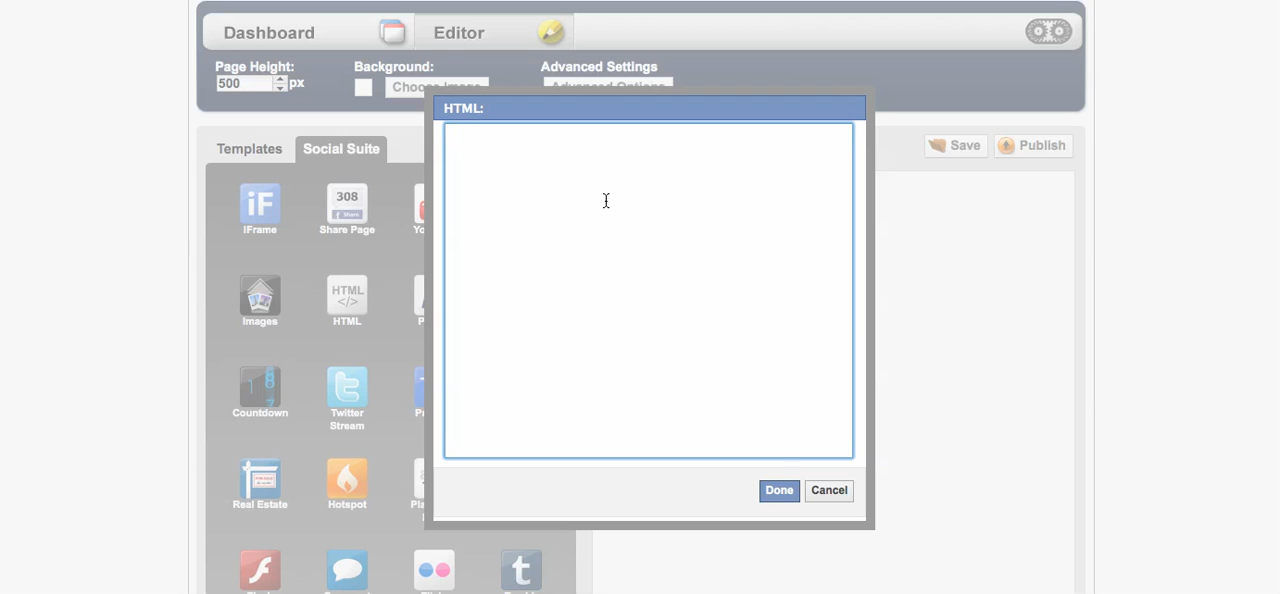 Dashboard
Editor
Page Height:
Background:
Advanced Settings
500
px
HTML:
Templates
Social Suite
Save
Publish
iF
308
f Share
IFrame
Share Page
HTML
</>
Images
HTML
Countdown
Twitter
Stream
Real Estate
Hotspot
Done
Cancel
t